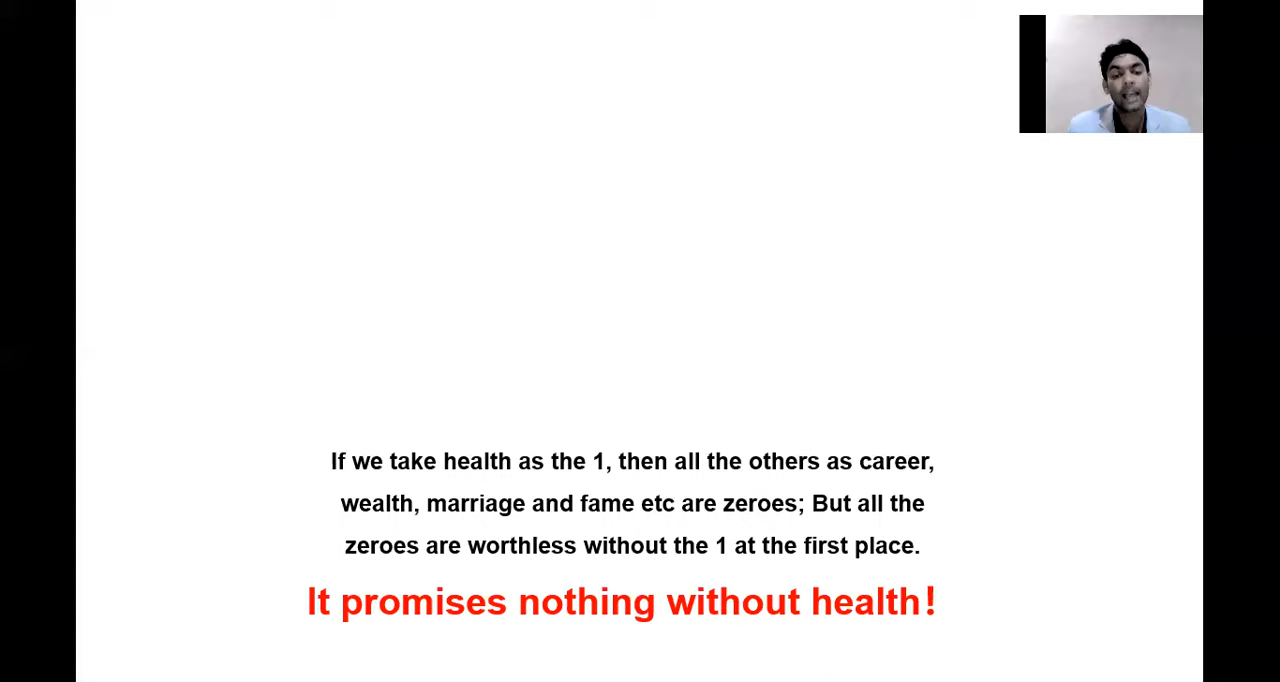 If we take health as the 1, then all the others as career,
wealth, marriage and fame etc are zeroes; But all the
zeroes are worthless without the 1 at the first place.
It promises nothing without health!